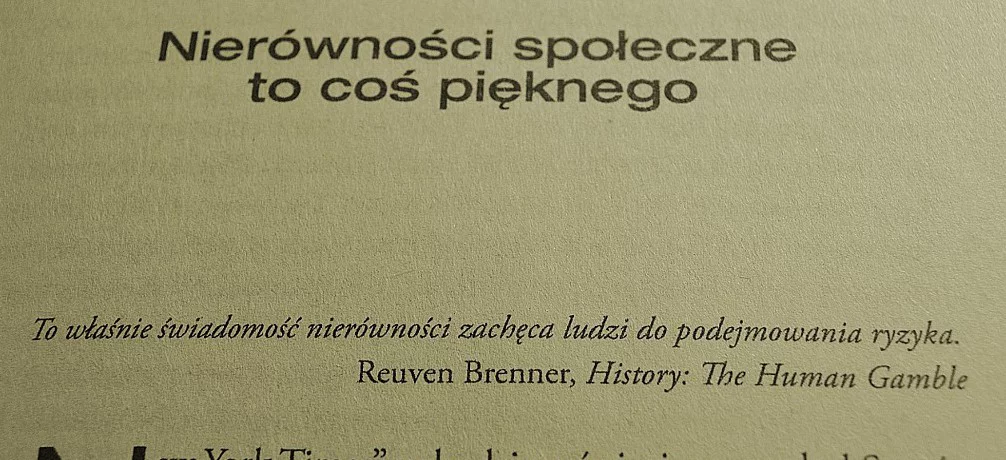 Nierówności społeczne
to coś pięknego
To właśnie świadomość nierówności zachęca ludzi do podejmowania ryzyka.
Reuven Brenner, History: The Human Gamble